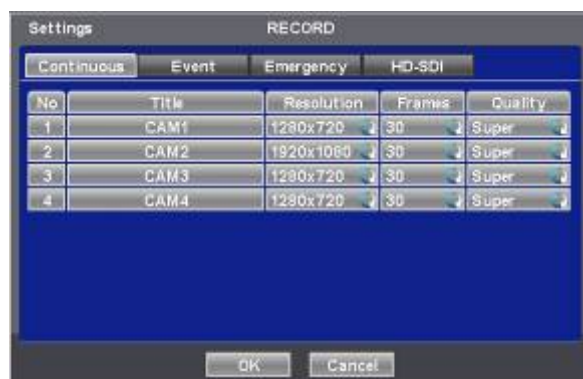 Settings RECORD
Continuous Event Emergency HD-SDI
No Title Resolution Frames Quality
1 CAM1 1280x720 30 Super
2 CAM2 1920x1080 30 Super
3 CAM3 1280x720 30 Super
4 CAM4 1280x720 30 Super
OK Cancel